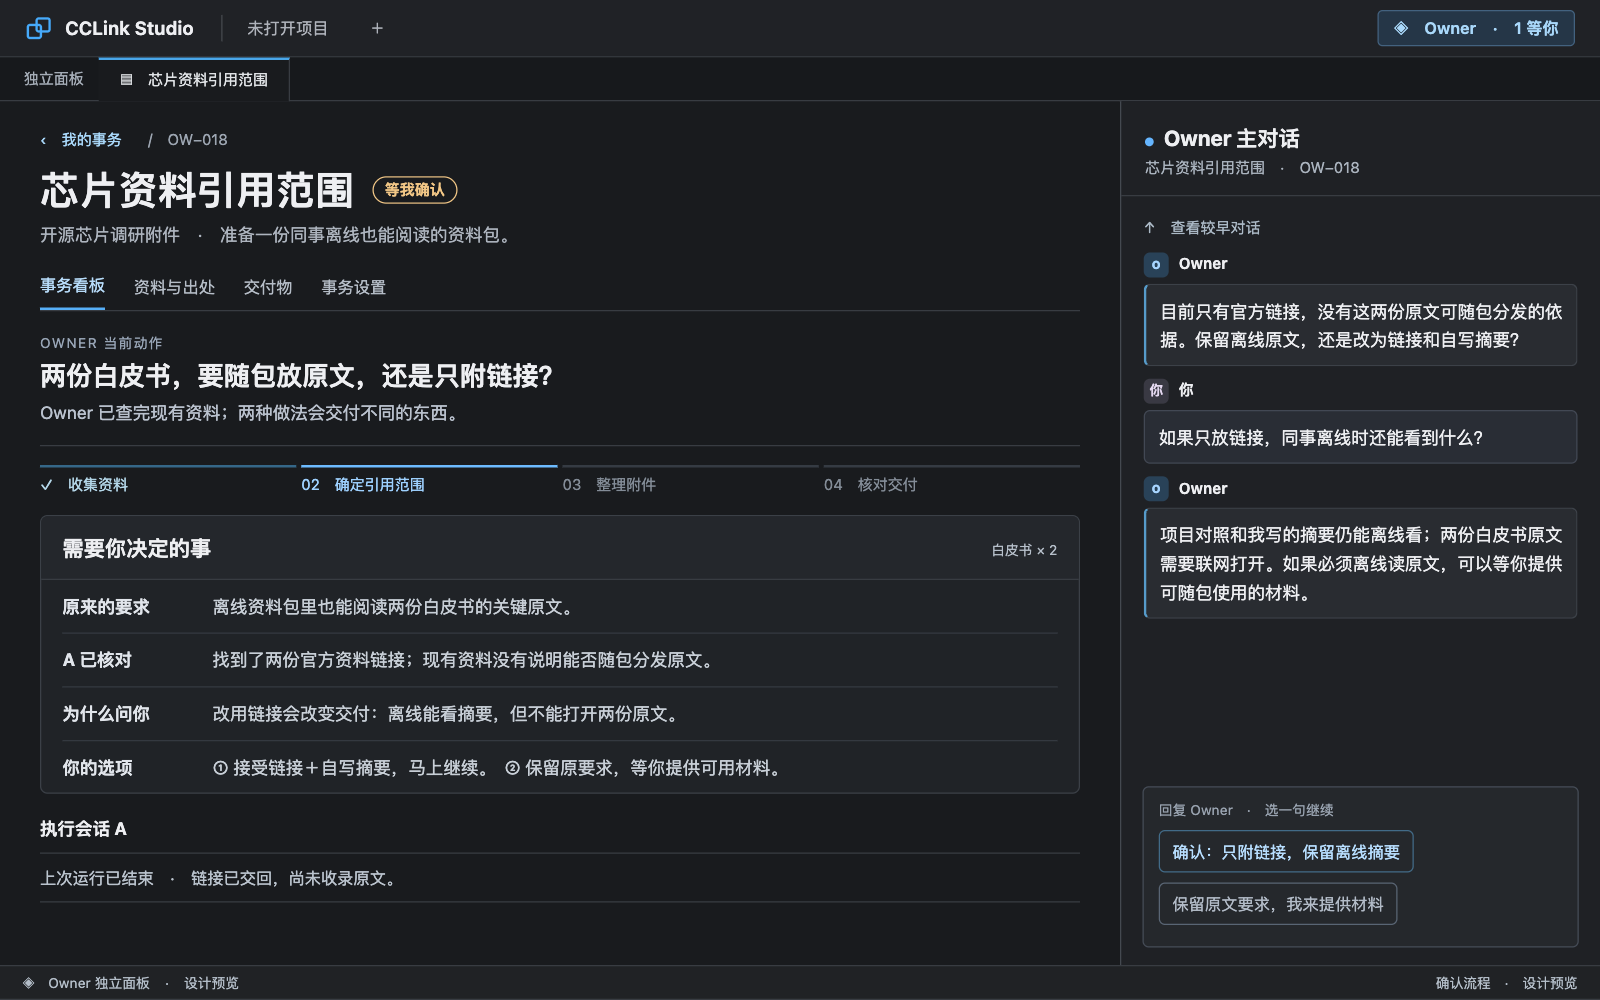 CCLink Studio
未打开项目
+
Owner · 1 等你
独立面板
芯片资料引用范围
‹ 我的事务 / OW-018
芯片资料引用范围
等我确认
开源芯片调研附件 · 准备一份同事离线也能阅读的资料包。
事务看板
资料与出处
交付物
事务设置
OWNER 当前动作
两份白皮书，要随包放原文，还是只附链接？
Owner 已查完现有资料；两种做法会交付不同的东西。
✓ 收集资料
02 确定引用范围
03 整理附件
04 核对交付
需要你决定的事
白皮书 × 2
原来的要求
离线资料包里也能阅读两份白皮书的关键原文。
A 已核对
找到了两份官方资料链接；现有资料没有说明能否随包分发原文。
为什么问你
改用链接会改变交付：离线能看摘要，但不能打开两份原文。
你的选项
① 接受链接＋自写摘要，马上继续。 ② 保留原要求，等你提供可用材料。
执行会话 A
上次运行已结束 · 链接已交回，尚未收录原文。
Owner 主对话
芯片资料引用范围 · OW-018
↑ 查看较早对话
O Owner
目前只有官方链接，没有这两份原文可随包分发的依
据。保留离线原文，还是改为链接和自写摘要？
你 你
如果只放链接，同事离线时还能看到什么？
O Owner
项目对照和我写的摘要仍能离线看；两份白皮书原文
需要联网打开。如果必须离线读原文，可以等你提供
可随包使用的材料。
回复 Owner · 选一句继续
确认：只附链接，保留离线摘要
保留原文要求，我来提供材料
Owner 独立面板 · 设计预览
确认流程 · 设计预览